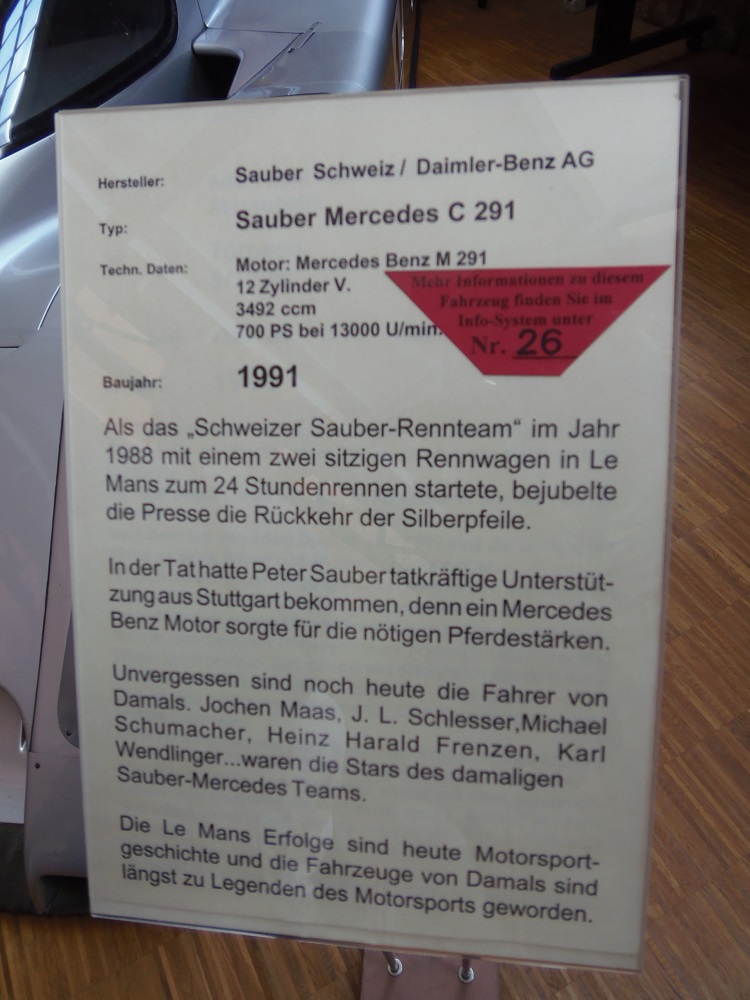 Hersteller: Sauber Schweiz / Daimler-Benz AG
Typ: Sauber Mercedes C 291
Techn. Daten: Motor: Mercedes Benz M 291
12 Zylinder V.
3492 ccm
700 PS bei 13000 U/min.
Mehr Informationen zu diesem
Fahrzeug finden Sie im
Info-System unter
Nr. 26
Baujahr: 1991
Als das „Schweizer Sauber-Rennteam“ im Jahr
1988 mit einem zwei sitzigen Rennwagen in Le
Mans zum 24 Stundenrennen startete, bejubelte
die Presse die Rückkehr der Silberpfeile.
In der Tat hatte Peter Sauber tatkräftige Unterstüt-
zung aus Stuttgart bekommen, denn ein Mercedes
Benz Motor sorgte für die nötigen Pferdestärken.
Unvergessen sind noch heute die Fahrer von
Damals. Jochen Maas, J. L. Schlesser,Michael
Schumacher, Heinz Harald Frenzen, Karl
Wendlinger...waren die Stars des damaligen
Sauber-Mercedes Teams.
Die Le Mans Erfolge sind heute Motorsport-
geschichte und die Fahrzeuge von Damals sind
längst zu Legenden des Motorsports geworden.